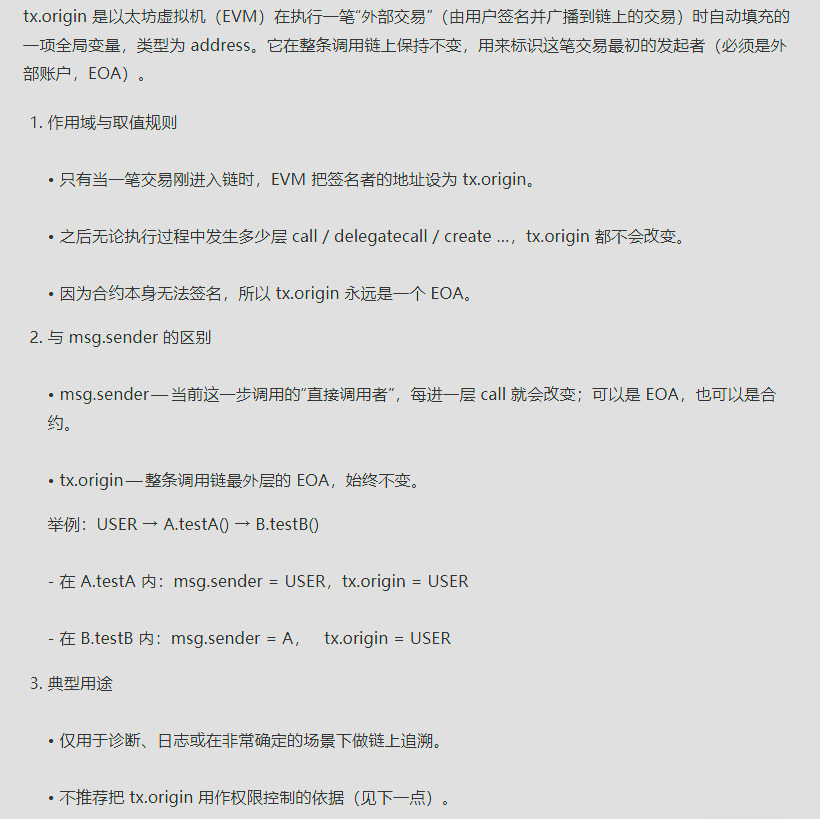 tx.origin 是以太坊虚拟机（EVM）在执行一笔“外部交易”（由用户签名并广播到链上的交易）时自动填充的
一项全局变量，类型为 address。它在整条调用链上保持不变，用来标识这笔交易最初的发起者（必须是外
部账户，EOA）。
1. 作用域与取值规则
• 只有当一笔交易刚进入链时，EVM 把签名者的地址设为 tx.origin。
• 之后无论执行过程中发生多少层 call / delegatecall / create …，tx.origin 都不会改变。
• 因为合约本身无法签名，所以 tx.origin 永远是一个 EOA。
2. 与 msg.sender 的区别
• msg.sender — 当前这一步调用的“直接调用者”，每进一层 call 就会改变；可以是 EOA，也可以是合
约。
• tx.origin — 整条调用链最外层的 EOA，始终不变。
举例：USER → A.testA() → B.testB()
- 在 A.testA 内：msg.sender = USER，tx.origin = USER
- 在 B.testB 内：msg.sender = A， tx.origin = USER
3. 典型用途
• 仅用于诊断、日志或在非常确定的场景下做链上追溯。
• 不推荐把 tx.origin 用作权限控制的依据（见下一点）。